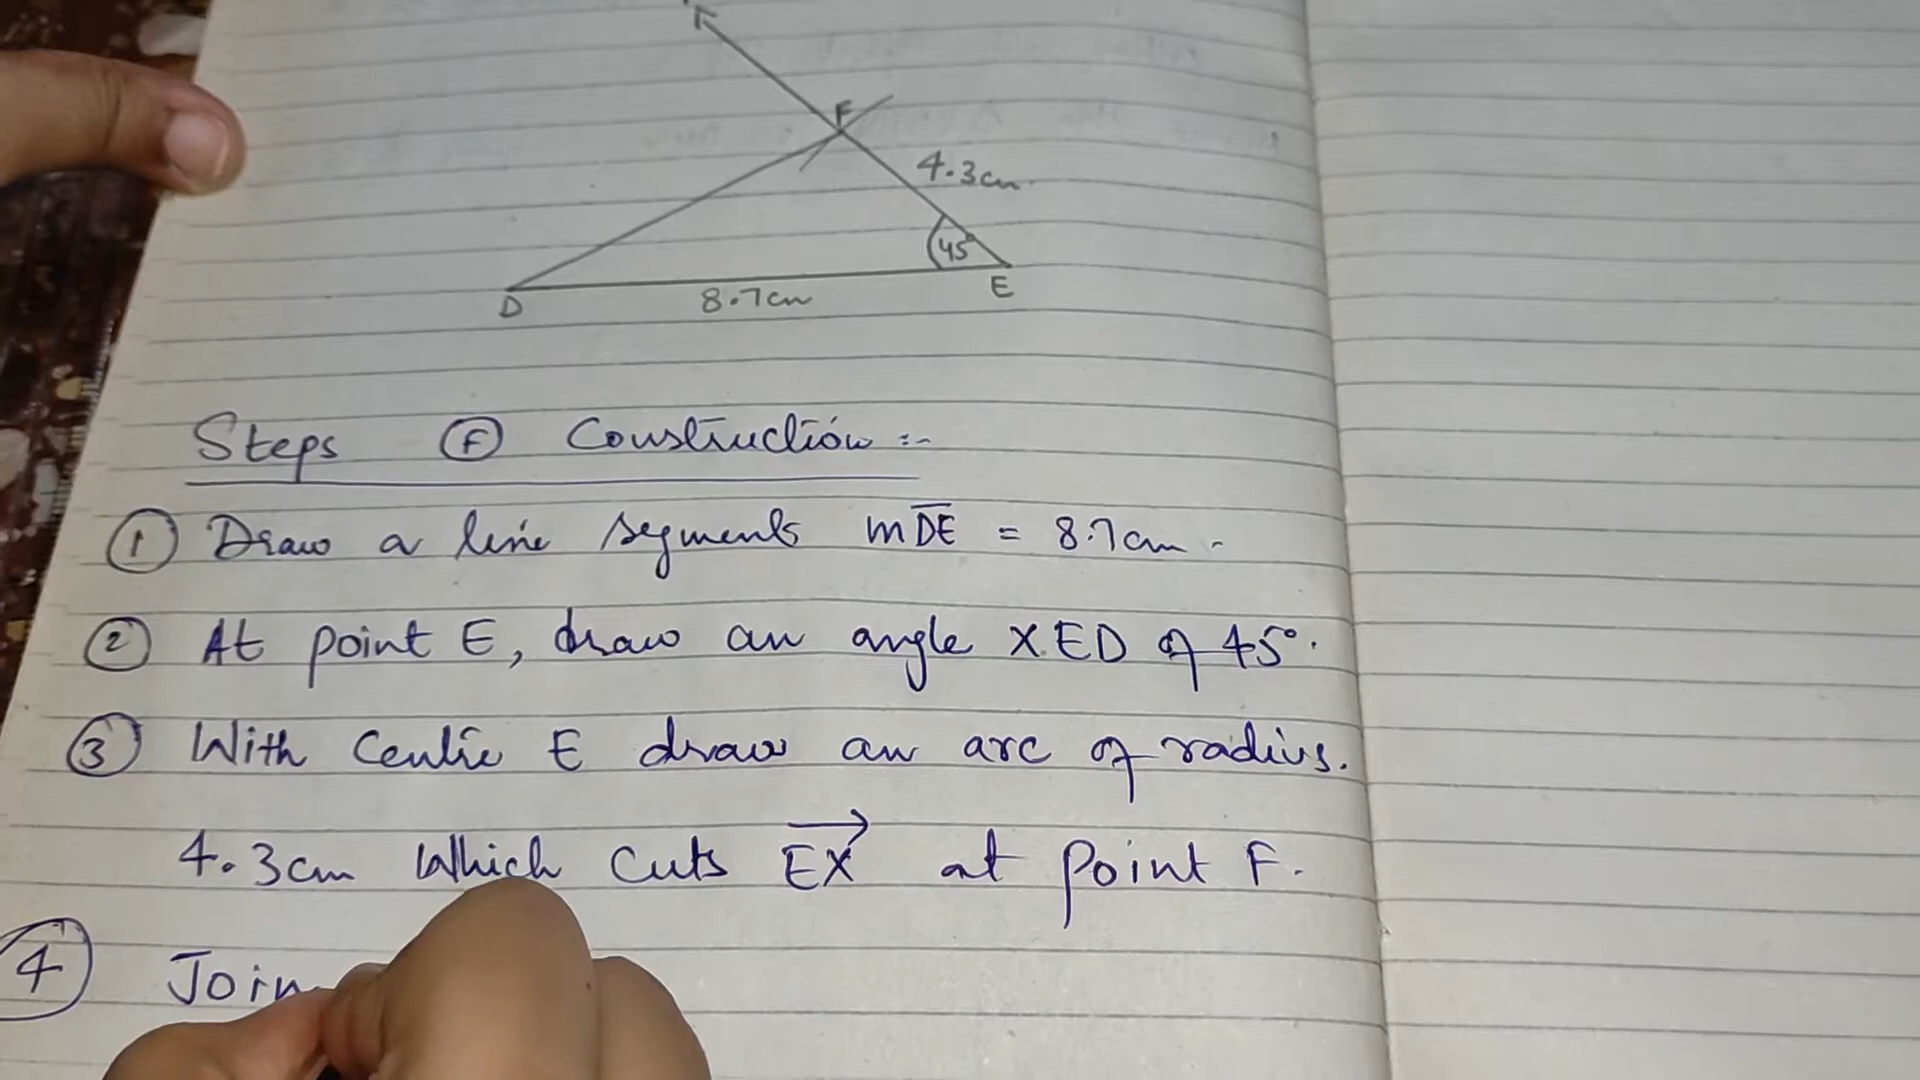 F
4.3cm
45°
D
8.7cm
E
Steps OF Construction :-
1 Draw a line segments mDE = 8.7cm.
2 At point E, draw an angle XED of 45°.
3 With Centre E draw an arc of radius.
4.3cm Which cuts EX at point F.
4 Join